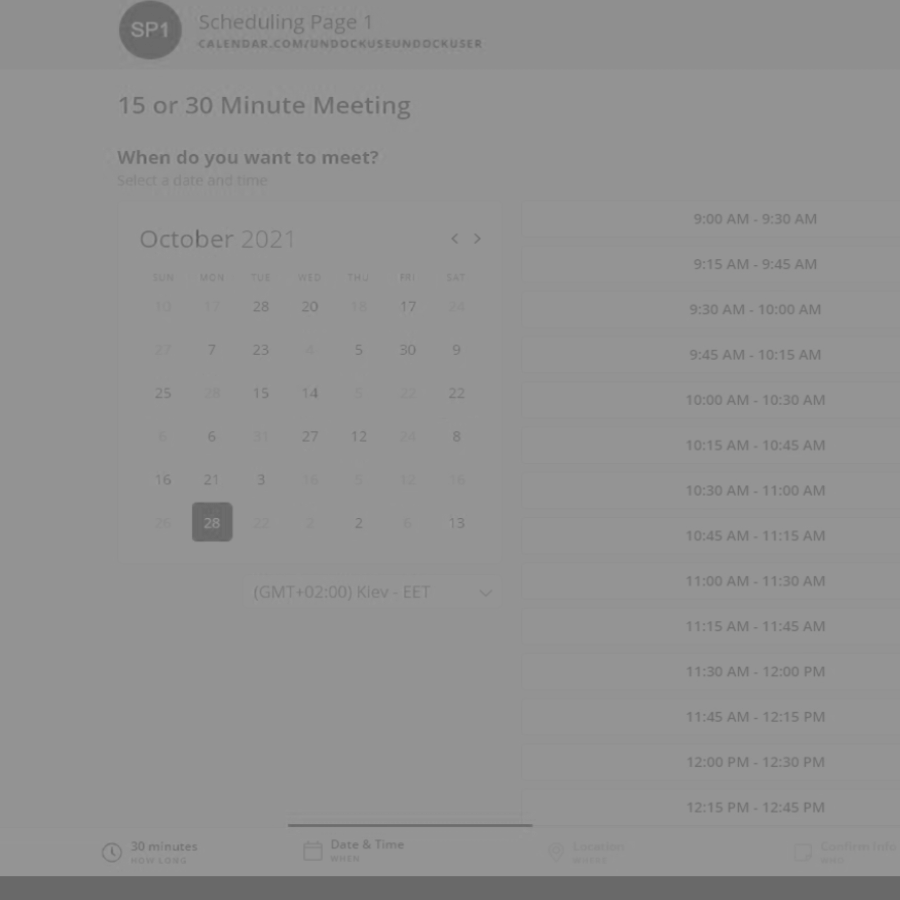 SP1
Scheduling Page 1
CALENDAR.COM/UNDOCKUSEUNDOCKUSER
15 or 30 Minute Meeting
When do you want to meet?
Select a date and time
October 2021
SUN MON TUE WED THU FRI SAT
10 17 28 20 18 17 24
27 7 23 4 5 30 9
25 28 15 14 5 22 22
6 6 31 27 12 24 8
16 21 3 16 5 12 16
26 28 22 2 2 6 13
(GMT+02:00) Kiev - EET
9:00 AM - 9:30 AM
9:15 AM - 9:45 AM
9:30 AM - 10:00 AM
9:45 AM - 10:15 AM
10:00 AM - 10:30 AM
10:15 AM - 10:45 AM
10:30 AM - 11:00 AM
10:45 AM - 11:15 AM
11:00 AM - 11:30 AM
11:15 AM - 11:45 AM
11:30 AM - 12:00 PM
11:45 AM - 12:15 PM
12:00 PM - 12:30 PM
12:15 PM - 12:45 PM
30 minutes
HOW LONG
Date & Time
WHEN
Location
WHERE
Confirm Info
WHO